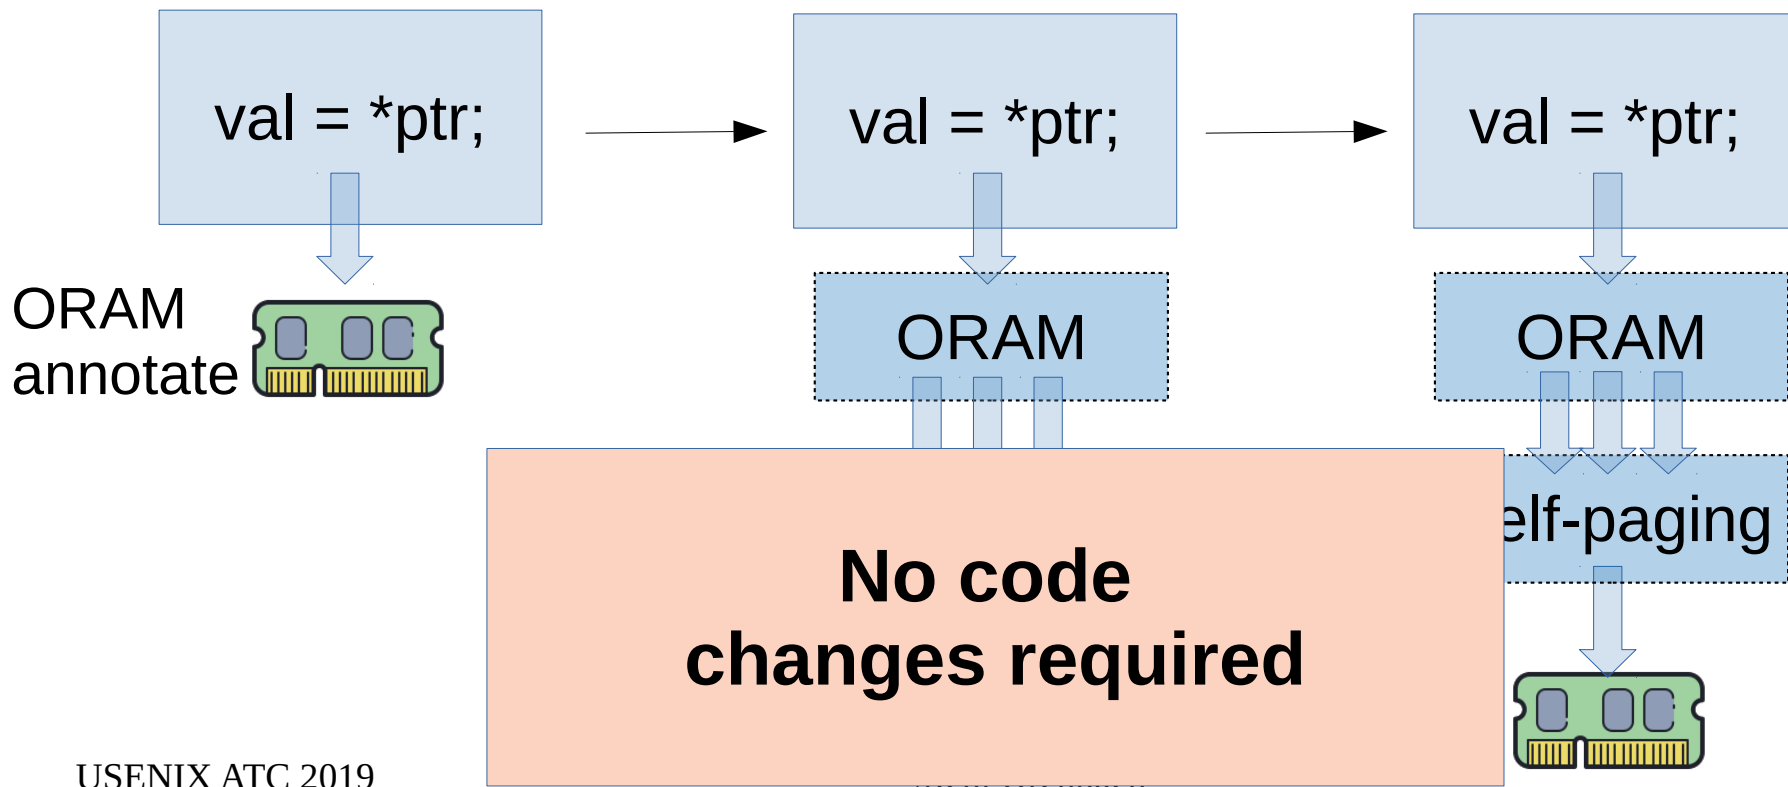 val = *ptr;
val = *ptr;
val = *ptr;
ORAM
annotate
ORAM
ORAM
elf-paging
No code
changes required
USENIX ATC 2019